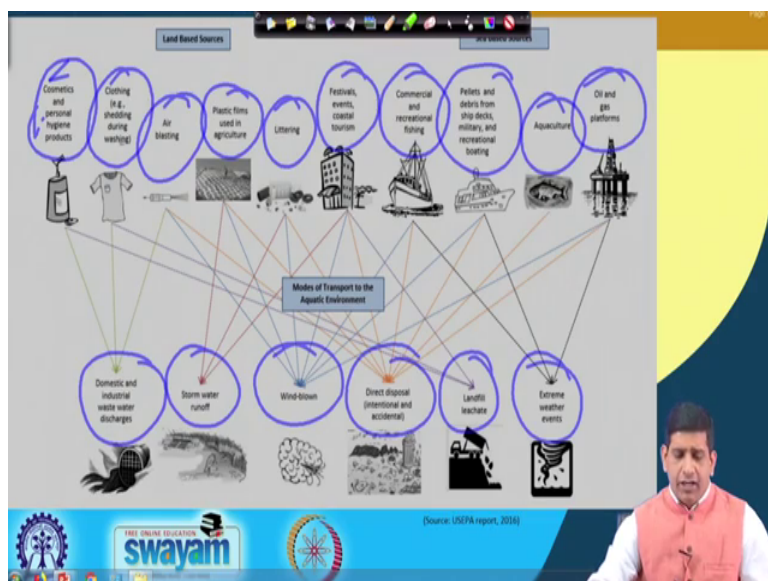 Page
Land Based Sources
Sea Based Sources
Cosmetics
and
personal
hygiene
products
Clothing
(e.g.,
shedding
during
washing)
Air
blasting
Plastic films
used in
agriculture
Littering
Festivals,
events,
coastal
tourism
Commercial
and
recreational
fishing
Pellets and
debris from
ship decks,
military, and
recreational
boating
Aquaculture
Oil and
gas
platforms
Modes of Transport to the
Aquatic Environment
Domestic and
industrial
waste water
discharges
Storm water
runoff
Wind-blown
Direct disposal
(intentional and
accidental)
Landfill
leachate
Extreme
weather
events
(Source: USEPA report, 2016)
FREE ONLINE EDUCATION
swayam